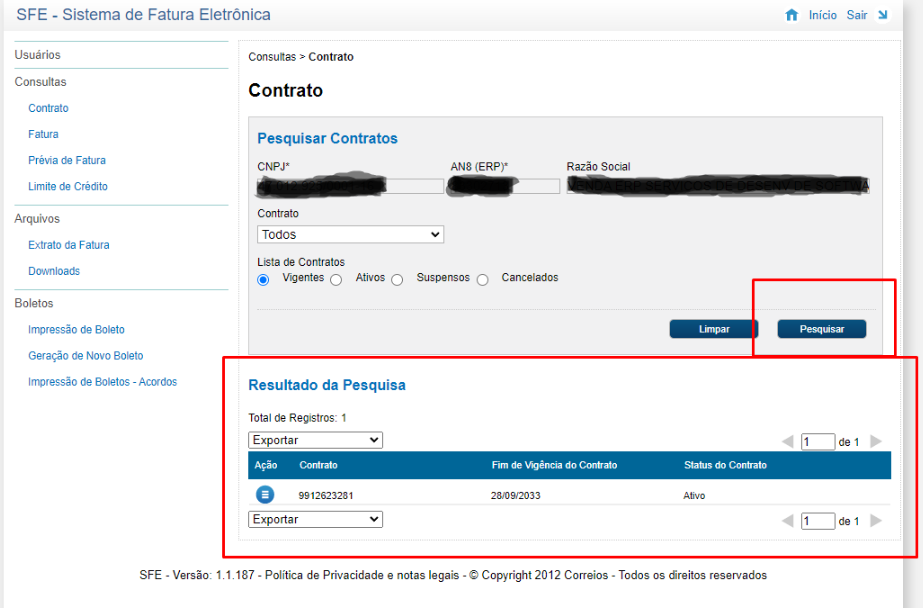 SFE - Sistema de Fatura Eletrônica
Início Sair
Usuários
Consultas
Contrato
Fatura
Prévia de Fatura
Limite de Crédito
Arquivos
Extrato da Fatura
Downloads
Boletos
Impressão de Boleto
Geração de Novo Boleto
Impressão de Boletos - Acordos
Consultas > Contrato
Contrato
Pesquisar Contratos
CNPJ* AN8 (ERP)* Razão Social
Contrato
Todos
Lista de Contratos
Vigentes Ativos Suspensos Cancelados
Limpar Pesquisar
Resultado da Pesquisa
Total de Registros: 1
Exportar 1 de 1
Ação Contrato Fim de Vigência do Contrato Status do Contrato
9912623281 28/09/2033 Ativo
Exportar 1 de 1
SFE - Versão: 1.1.187 - Política de Privacidade e notas legais - © Copyright 2012 Correios - Todos os direitos reservados